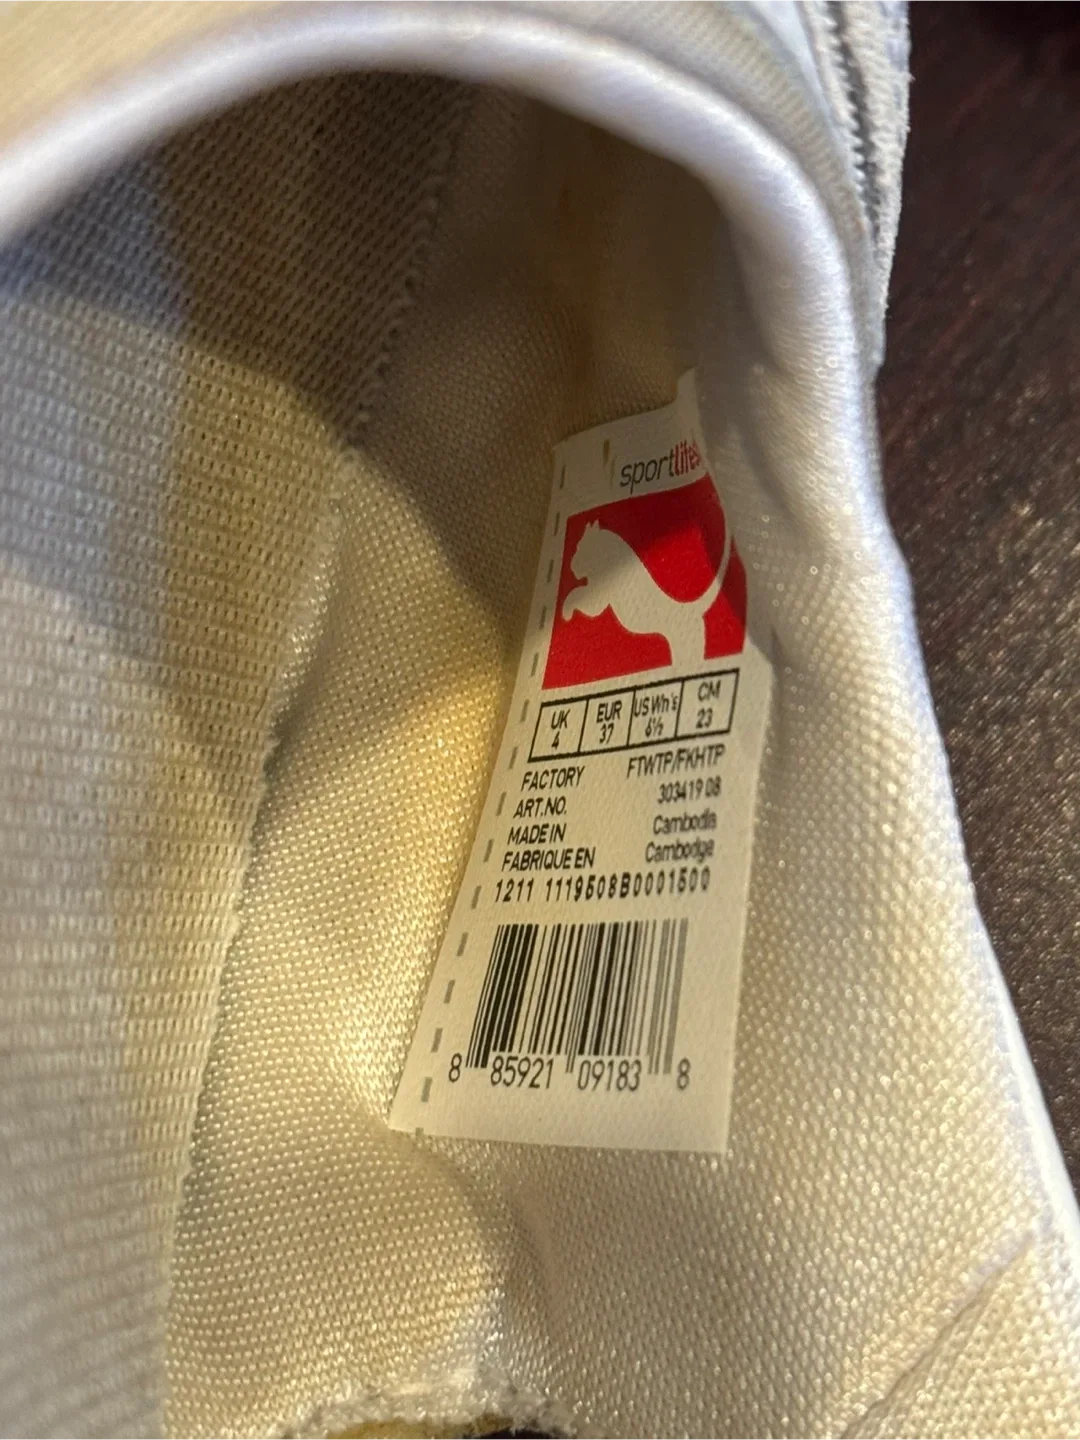 sportlifes
UK EUR US Wn's CM
4 37 6½ 23
FACTORY FTWTP/FKHTP
ART.NO. 303419 08
MADE IN Cambodia
FABRIQUE EN Cambodge
1211 1119508B0001500
8 85921 09183 8